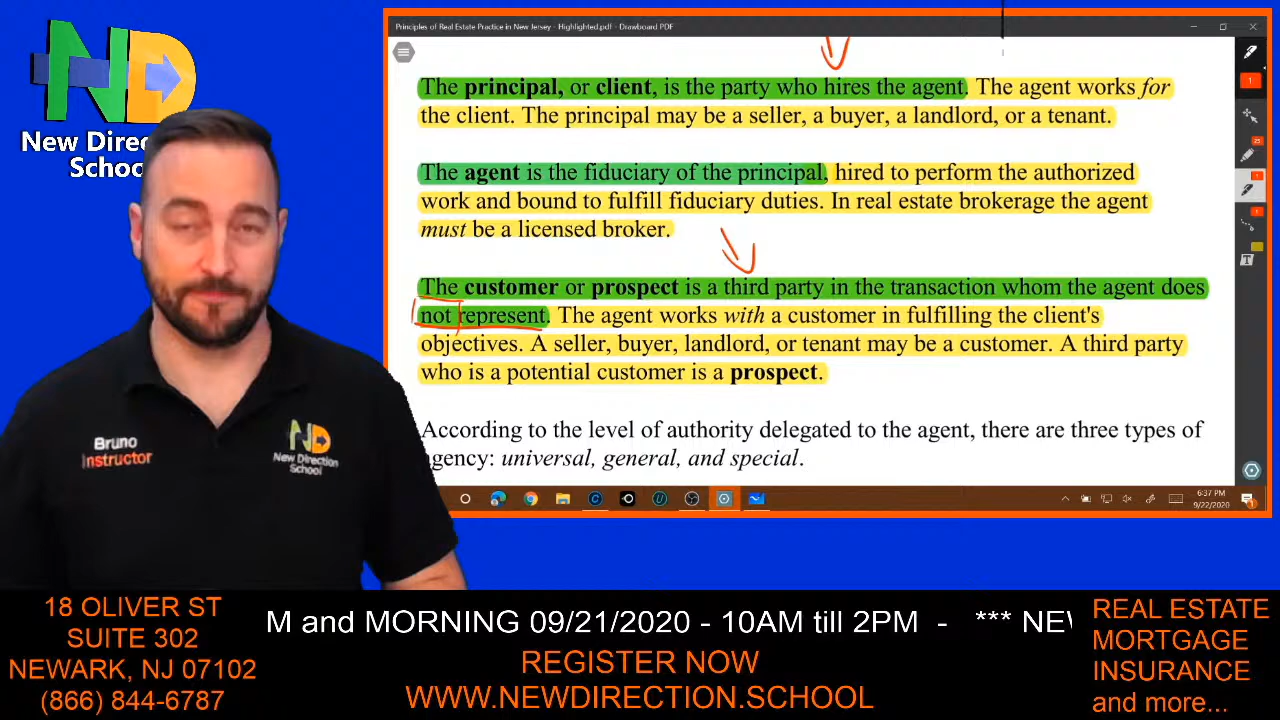 ND
New Direction
School
Principles of Real Estate Practice in New Jersey - Highlighted.pdf - Drawboard PDF
The principal, or client, is the party who hires the agent. The agent works for
the client. The principal may be a seller, a buyer, a landlord, or a tenant.
The agent is the fiduciary of the principal, hired to perform the authorized
work and bound to fulfill fiduciary duties. In real estate brokerage the agent
must be a licensed broker.
The customer or prospect is a third party in the transaction whom the agent does
not represent. The agent works with a customer in fulfilling the client's
objectives. A seller, buyer, landlord, or tenant may be a customer. A third party
who is a potential customer is a prospect.
According to the level of authority delegated to the agent, there are three types of
agency: universal, general, and special.
6:37 PM
9/22/2020
Bruno
Instructor
ND
New Direction
School
18 OLIVER ST
SUITE 302
NEWARK, NJ 07102
(866) 844-6787
M and MORNING 09/21/2020 - 10AM till 2PM - *** NEW
REGISTER NOW
WWW.NEWDIRECTION.SCHOOL
REAL ESTATE
MORTGAGE
INSURANCE
and more...